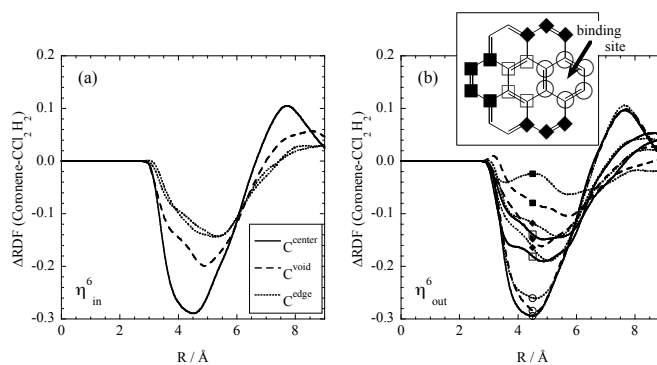 binding
site
0.2
0.1
0.0
-0.1
-0.2
-0.3
ΔRDF (Coronene-CCl2H2)
(a)
C^center
C^void
C^edge
η^6_in
0 2 4 6 8
R / Å
0.2
0.1
0.0
-0.1
-0.2
-0.3
ΔRDF (Coronene-CCl2H2)
(b)
η^6_out
0 2 4 6 8
R / Å